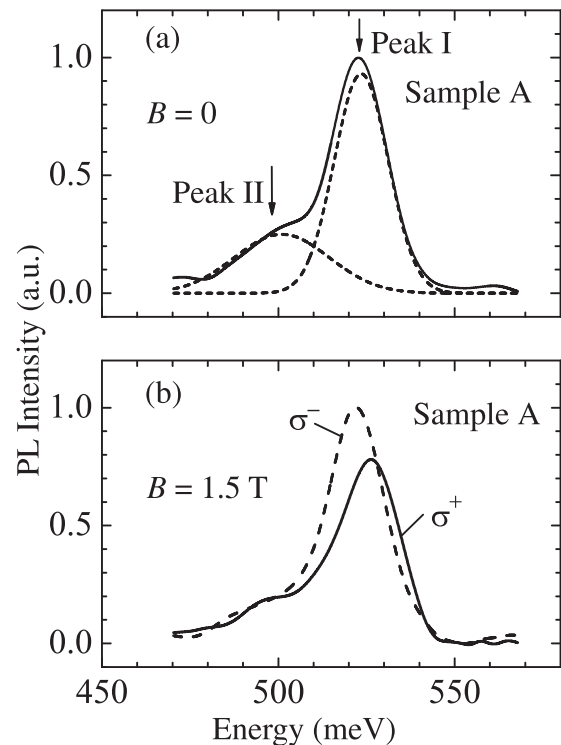 (a)
Peak I
1.0
Sample A
B = 0
0.5
Peak II
0.0
PL Intensity (a.u.)
(b)
σ−
Sample A
1.0
B = 1.5 T
0.5
σ+
0.0
450 500 550
Energy (meV)